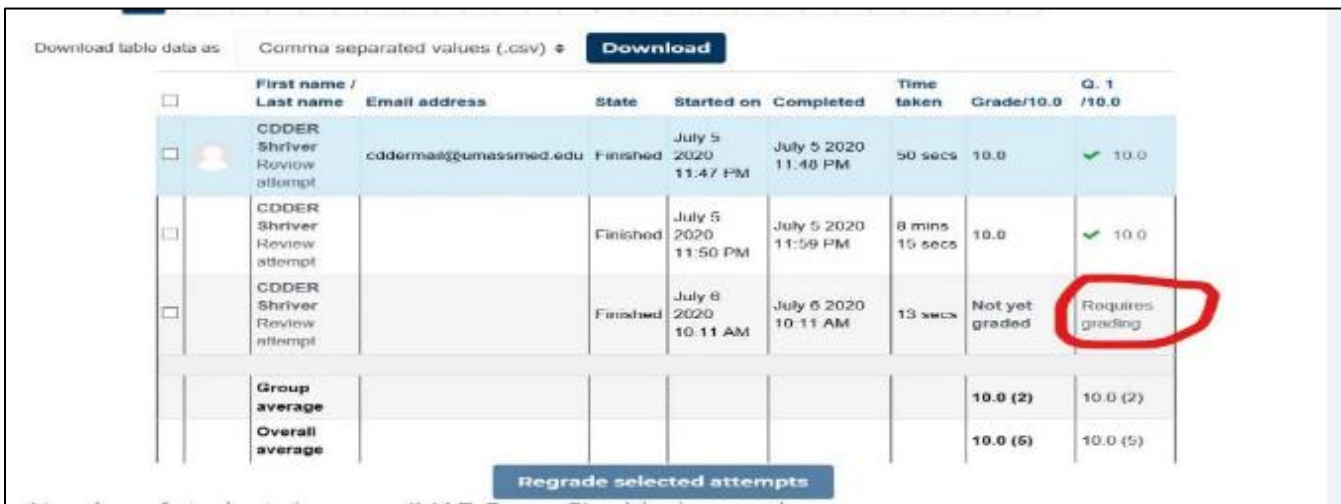 Download table data as Comma separated values (.csv) Download
First name / Last name Email address State Started on Completed Time taken Grade/10.0 Q. 1 /10.0
CDDER Shriver Review attempt cddermail@umassmed.edu Finished July 5 2020 11:47 PM July 5 2020 11:48 PM 50 secs 10.0 10.0
CDDER Shriver Review attempt Finished July 5 2020 11:50 PM July 5 2020 11:59 PM 8 mins 15 secs 10.0 10.0
CDDER Shriver Review attempt Finished July 6 2020 10:11 AM July 6 2020 10:11 AM 13 secs Not yet graded Requires grading
Group average 10.0 (2) 10.0 (2)
Overall average 10.0 (5) 10.0 (5)
Regrade selected attempts